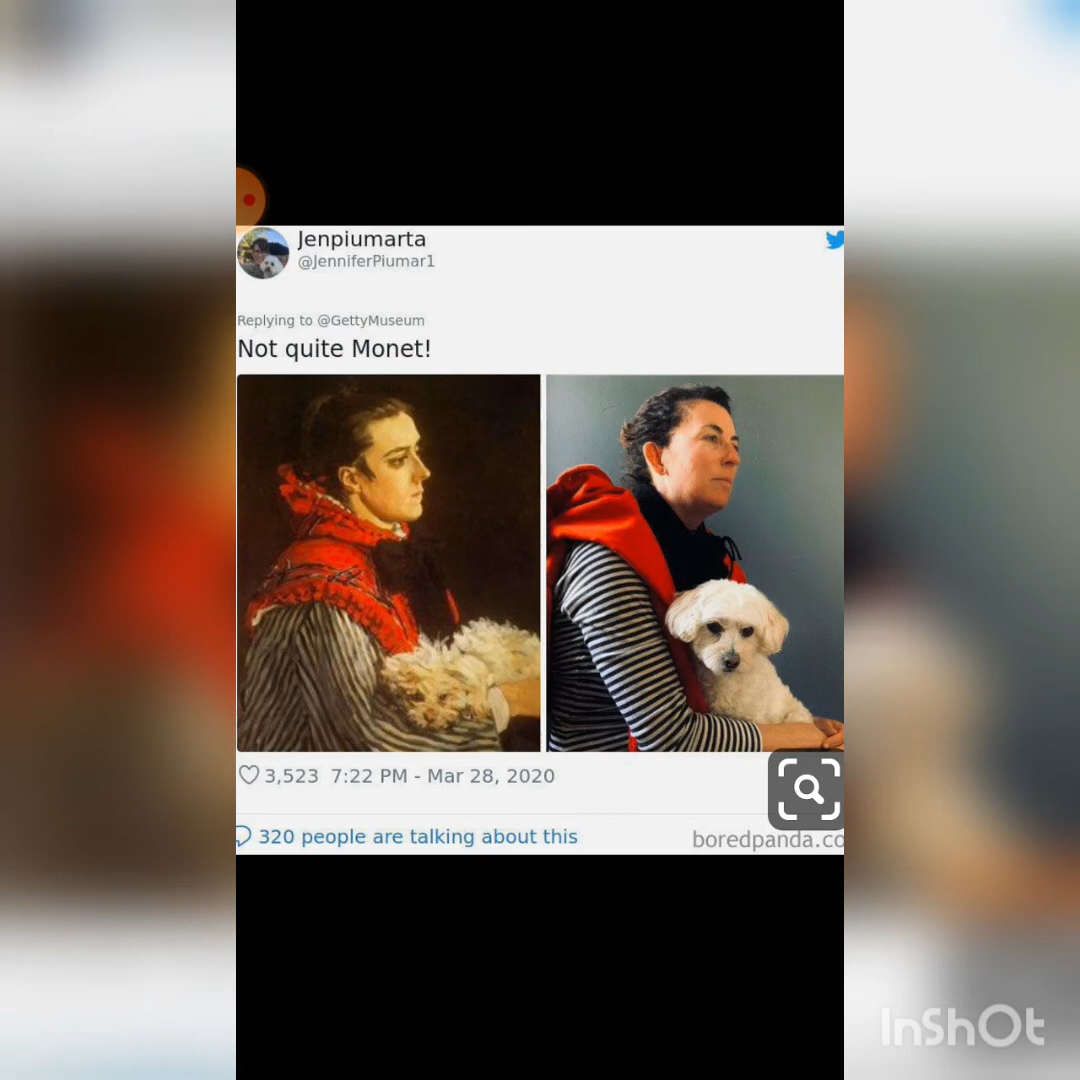 Jenpiumarta
@JenniferPiumar1
Replying to @GettyMuseum
Not quite Monet!
3,523 7:22 PM - Mar 28, 2020
320 people are talking about this
boredpanda.co
InShOt